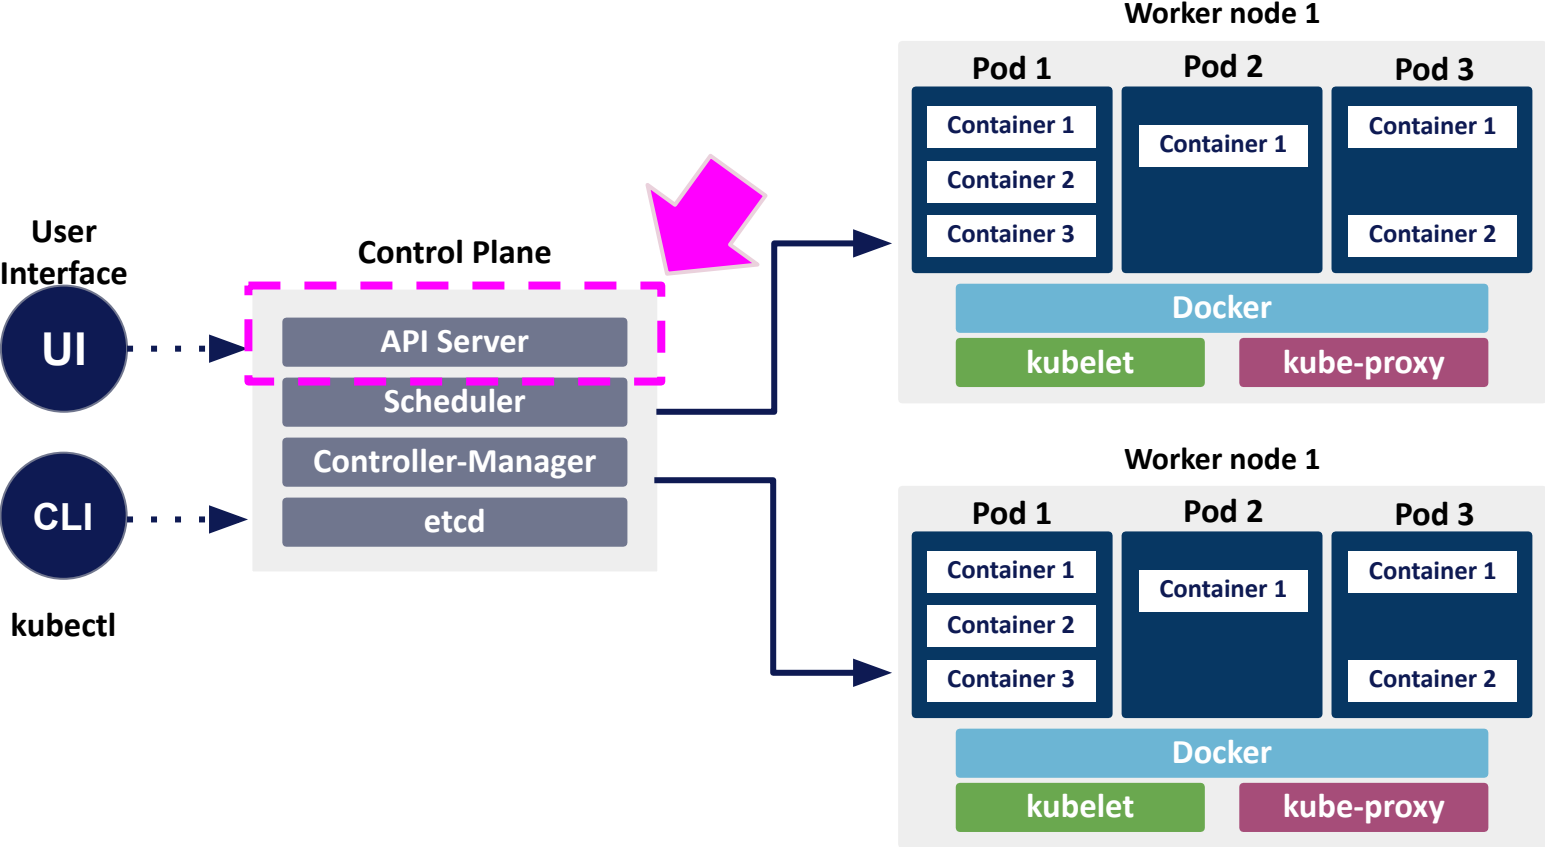 User
Interface
UI
CLI
kubectl
Control Plane
API Server
Scheduler
Controller-Manager
etcd
Worker node 1
Pod 1
Container 1
Container 2
Container 3
Pod 2
Container 1
Pod 3
Container 1
Container 2
Docker
kubelet
kube-proxy
Worker node 1
Pod 1
Container 1
Container 2
Container 3
Pod 2
Container 1
Pod 3
Container 1
Container 2
Docker
kubelet
kube-proxy